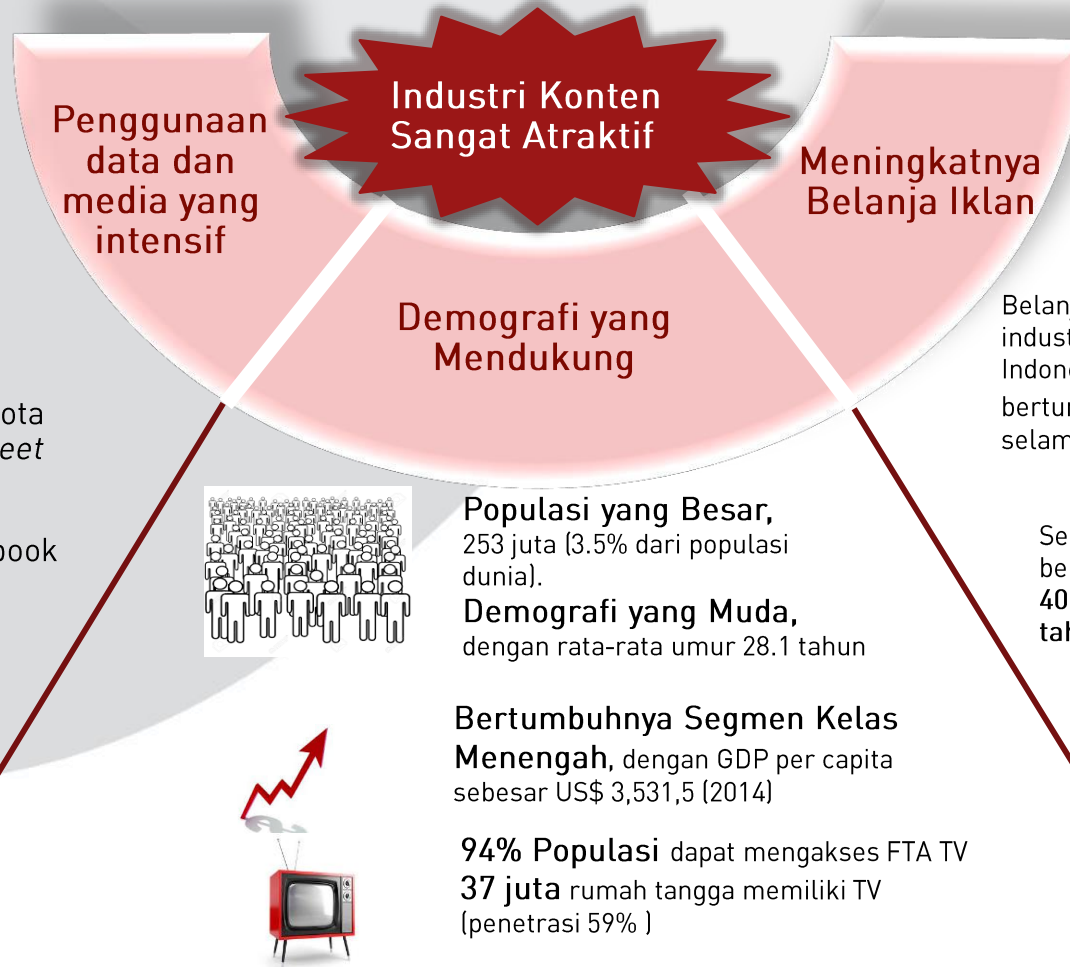 Industri Konten
Sangat Atraktif
Penggunaan
data dan
media yang
intensif
Demografi yang
Mendukung
Meningkatnya
Belanja Iklan
Populasi yang Besar,
253 juta (3.5% dari populasi
dunia).
Demografi yang Muda,
dengan rata-rata umur 28.1 tahun
Bertumbuhnya Segmen Kelas
Menengah, dengan GDP per capita
sebesar US$ 3,531,5 (2014)
94% Populasi dapat mengakses FTA TV
37 juta rumah tangga memiliki TV
(penetrasi 59% )